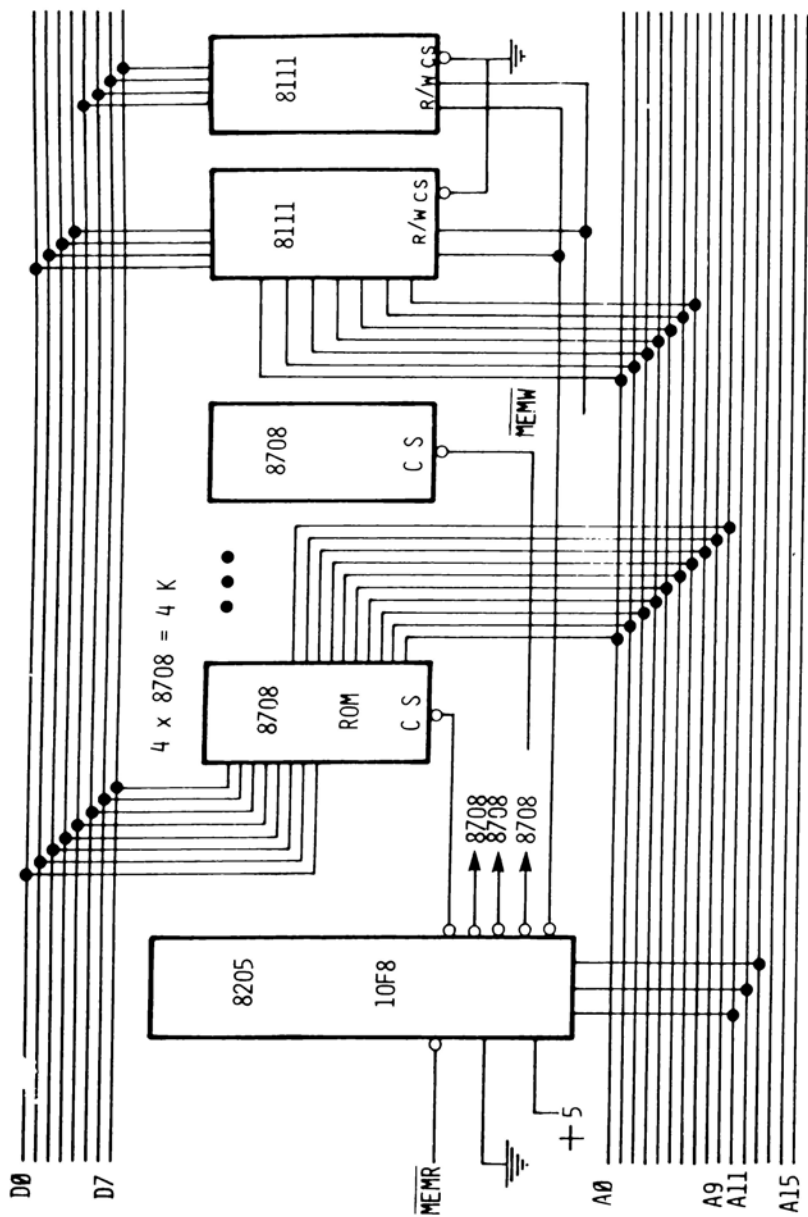 D0
D7
MEMR
8205
10F8
+5
8708
8708
8708
4 x 8708 = 4 K
8708
ROM
CS
8708
CS
MEMW
8111
R/W CS
8111
R/W CS
A0
A9
A11
A15